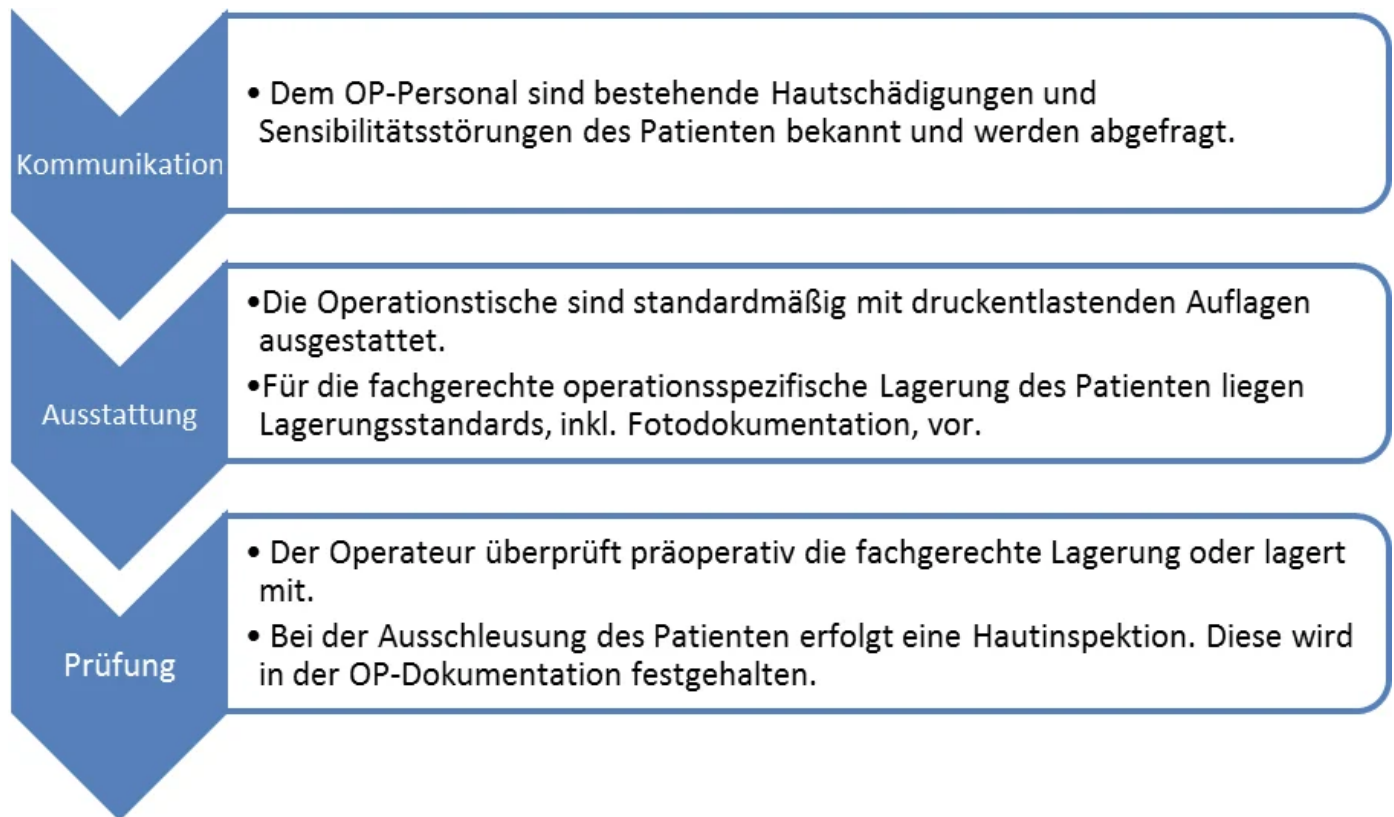 Kommunikation
• Dem OP-Personal sind bestehende Hautschädigungen und
Sensibilitätsstörungen des Patienten bekannt und werden abgefragt.
Ausstattung
•Die Operationstische sind standardmäßig mit druckentlastenden Auflagen
ausgestattet.
•Für die fachgerechte operationsspezifische Lagerung des Patienten liegen
Lagerungsstandards, inkl. Fotodokumentation, vor.
Prüfung
• Der Operateur überprüft präoperativ die fachgerechte Lagerung oder lagert
mit.
• Bei der Ausschleusung des Patienten erfolgt eine Hautinspektion. Diese wird
in der OP-Dokumentation festgehalten.